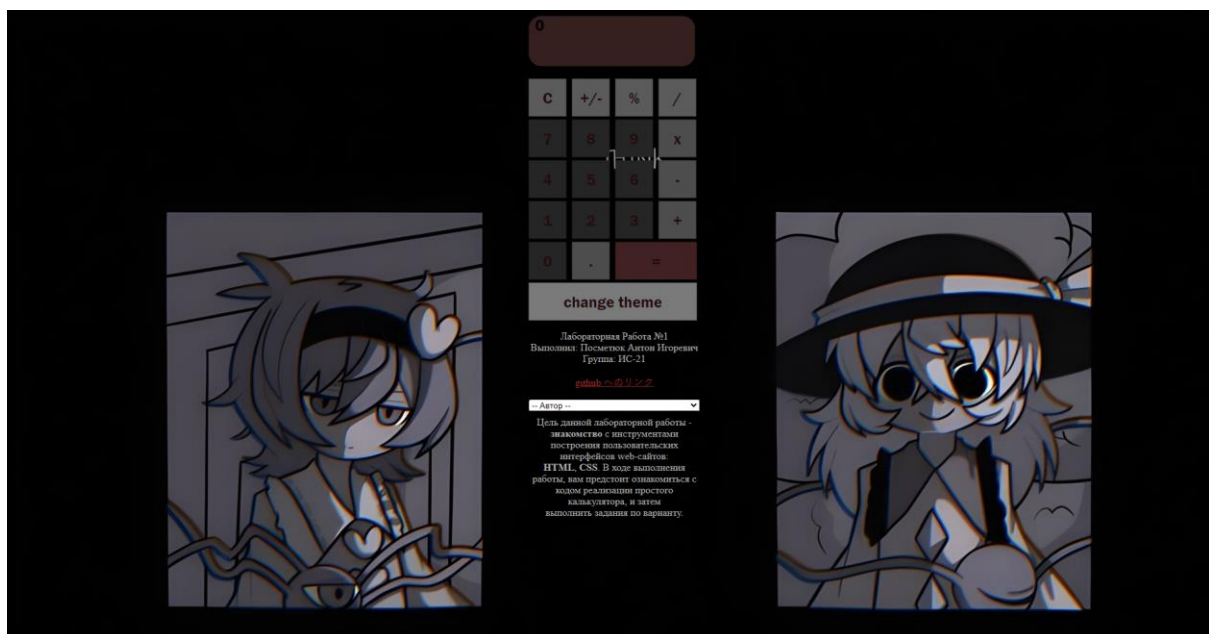 0
C +/- % /
7 8 9 x
4 5 6 -
1 2 3 +
0 . =
change theme
Лабораторная Работа №1
Выполнил: Посметюк Антон Игоревич
Группа: ИС-21
github へのリンク
-- Автор --
Цель данной лабораторной работы -
знакомство с инструментами
построения пользовательских
интерфейсов web-сайтов:
HTML, CSS. В ходе выполнения
работы, вам предстоит ознакомиться с
кодом реализации простого
калькулятора, и затем
выполнить задания по варианту.